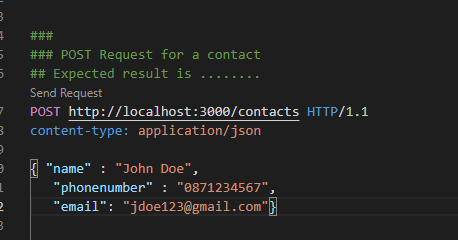 ###
### POST Request for a contact
## Expected result is ........
Send Request
POST http://localhost:3000/contacts HTTP/1.1
content-type: application/json
{ "name" : "John Doe",
"phonenumber" : "0871234567",
"email": "jdoe123@gmail.com"}